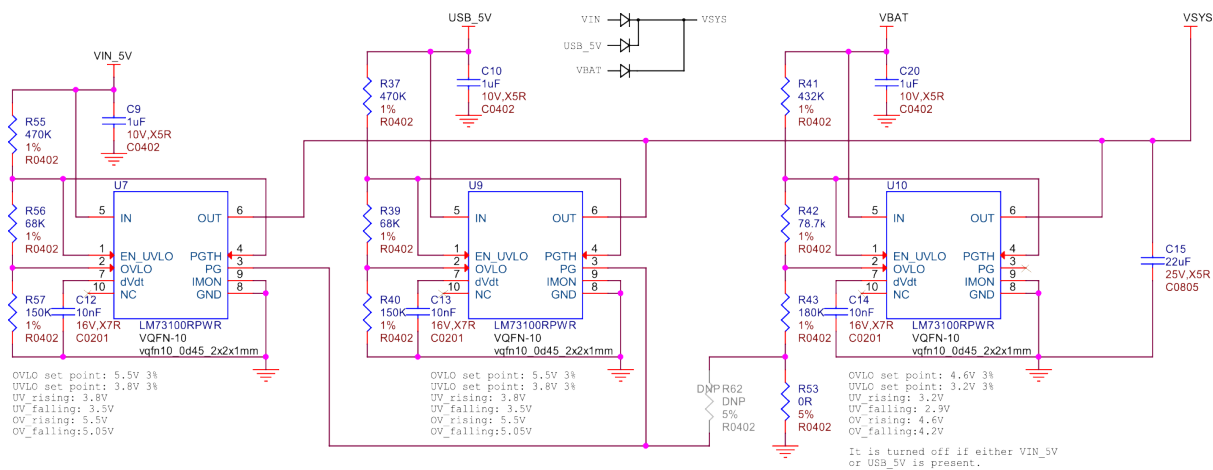 VIN
USB_5V
VBAT
VSYS
VIN_5V
C9
1uF
10V,X5R
C0402
R55
470K
1%
R0402
U7
R56
68K
1%
R0402
5
IN
OUT
6
1
EN_UVLO
PGTH
4
2
OVLO
PG
3
7
dVdt
IMON
9
10
NC
GND
8
R57
150K
1%
R0402
C12
10nF
16V,X7R
C0201
LM73100RPWR
VQFN-10
vqfn10_0d45_2x2x1mm
OVLO set point: 5.5V 3%
UVLO set point: 3.8V 3%
UV_rising: 3.8V
UV_falling: 3.5V
OV_rising: 5.5V
OV_falling:5.05V
USB_5V
R37
470K
1%
R0402
C10
1uF
10V,X5R
C0402
U9
R39
68K
1%
R0402
5
IN
OUT
6
1
EN_UVLO
PGTH
4
2
OVLO
PG
3
7
dVdt
IMON
9
10
NC
GND
8
R40
150K
1%
R0402
C13
10nF
16V,X7R
C0201
LM73100RPWR
VQFN-10
vqfn10_0d45_2x2x1mm
OVLO set point: 5.5V 3%
UVLO set point: 3.8V 3%
UV_rising: 3.8V
UV_falling: 3.5V
OV_rising: 5.5V
OV_falling:5.05V
VBAT
VSYS
R41
432K
1%
R0402
C20
1uF
10V,X5R
C0402
U10
R42
78.7k
1%
R0402
5
IN
OUT
6
1
EN_UVLO
PGTH
4
2
OVLO
PG
3
7
dVdt
IMON
9
10
NC
GND
8
C15
22uF
25V,X5R
C0805
R43
180K
1%
R0402
C14
10nF
16V,X7R
C0201
LM73100RPWR
VQFN-10
vqfn10_0d45_2x2x1mm
DNP R62
DNP
5%
R0402
R53
0R
5%
R0402
OVLO set point: 4.6V 3%
UVLO set point: 3.2V 3%
UV_rising: 3.2V
UV_falling: 2.9V
OV_rising: 4.6V
OV_falling:4.2V
It is turned off if either VIN_5V
or USB_5V is present.